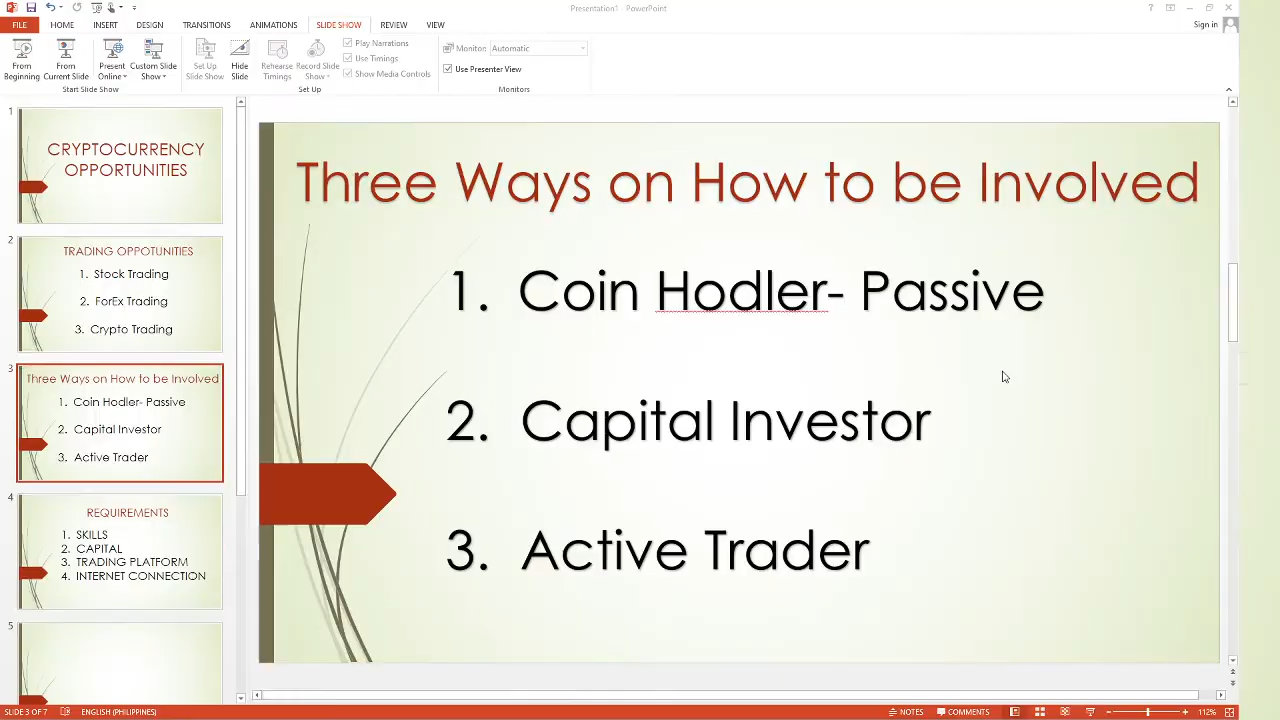 Presentation1 - PowerPoint
FILE HOME INSERT DESIGN TRANSITIONS ANIMATIONS SLIDE SHOW REVIEW VIEW
Sign in
From Beginning
From Current Slide
Present Online
Custom Slide Show
Set Up Slide Show
Hide Slide
Rehearse Timings
Record Slide Show
Play Narrations
Use Timings
Show Media Controls
Monitor: Automatic
Use Presenter View
Start Slide Show
Set Up
Monitors
1
CRYPTOCURRENCY
OPPORTUNITIES
2
TRADING OPPOTUNITIES
1. Stock Trading
2. ForEx Trading
3. Crypto Trading
3
Three Ways on How to be Involved
1. Coin Hodler- Passive
2. Capital Investor
3. Active Trader
4
REQUIREMENTS
1. SKILLS
2. CAPITAL
3. TRADING PLATFORM
4. INTERNET CONNECTION
5
Three Ways on How to be Involved
1. Coin Hodler- Passive
2. Capital Investor
3. Active Trader
SLIDE 3 OF 7 ENGLISH (PHILIPPINES) NOTES COMMENTS 112%